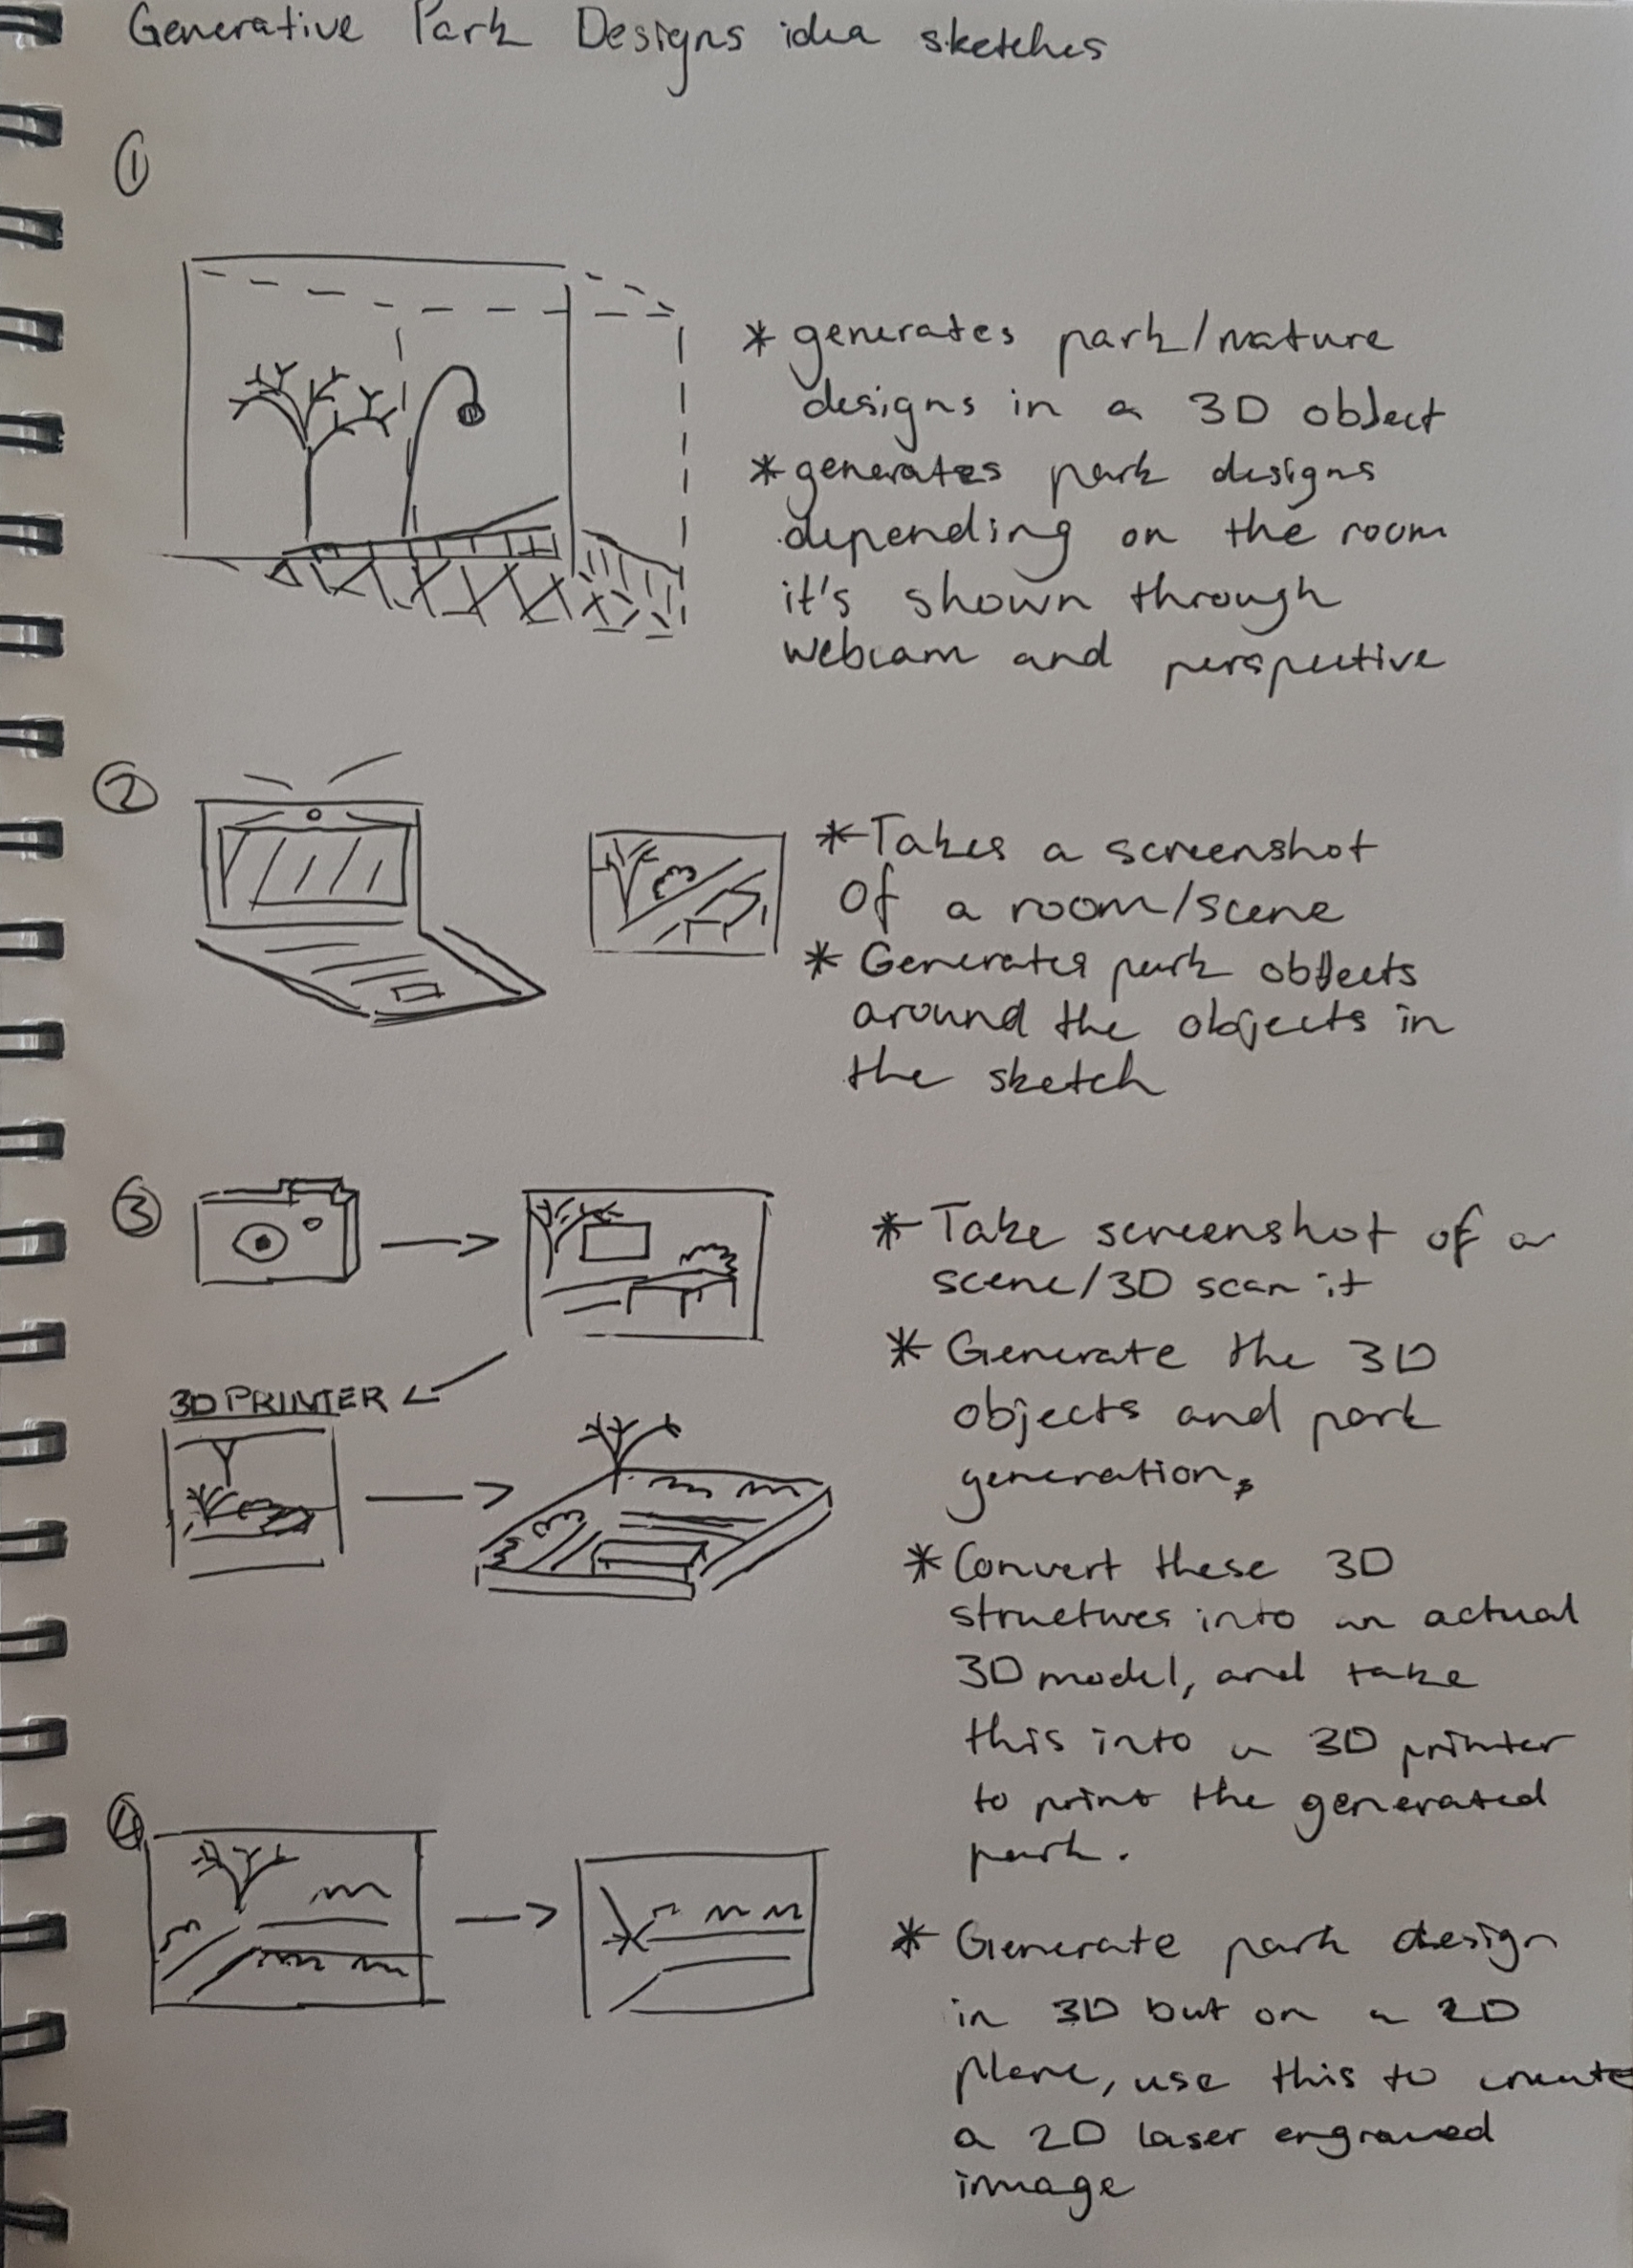 Generative Park Designs idea sketches
1
* generates park/nature
designs in a 3D object
* generates park designs
depending on the room
it's shown through
webcam and perspective
2
* Takes a screenshot
of a room/scene
* Generates park objects
around the objects in
the sketch
3
* Take screenshot of a
scene/3D scan it
* Generate the 3D
objects and park
generation,
3D PRINTER
* Convert these 3D
structures into an actual
3D model, and take
this into a 3D printer
to print the generated
park.
4
* Generate park design
in 3D but on a 2D
plane, use this to create
a 2D laser engraved
image